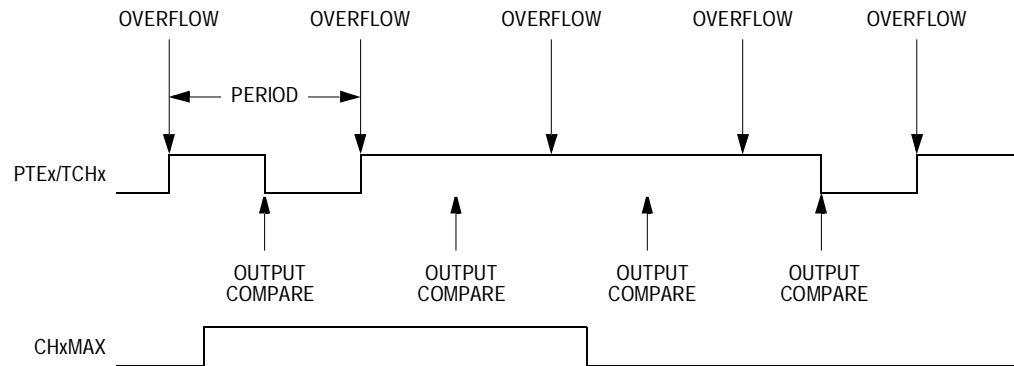 OVERFLOW OVERFLOW OVERFLOW OVERFLOW OVERFLOW
PERIOD
PTEx/TCHx
OUTPUT COMPARE
OUTPUT COMPARE
OUTPUT COMPARE
OUTPUT COMPARE
CHxMAX